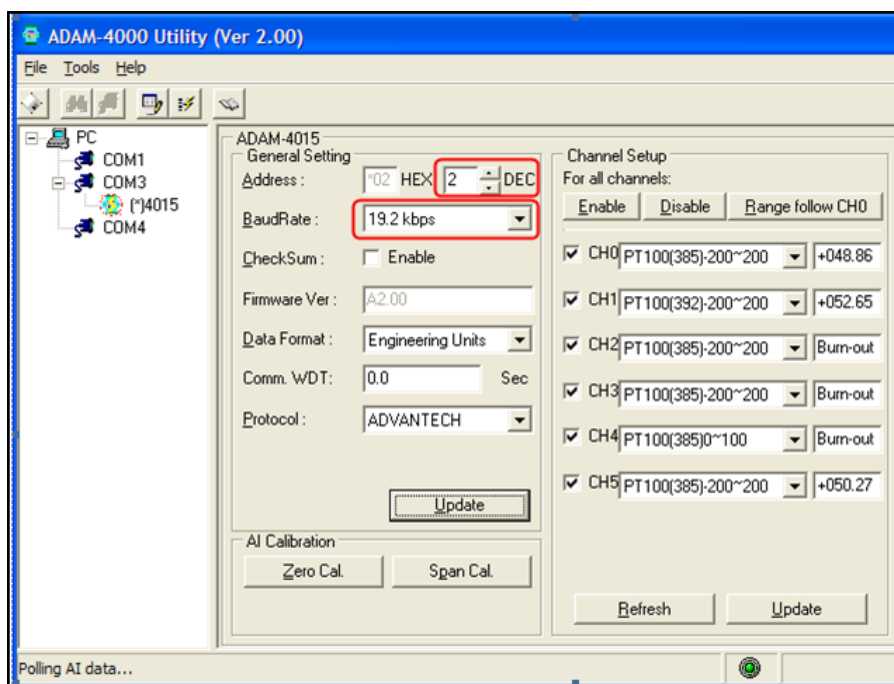 ADAM-4000 Utility (Ver 2.00)
File Tools Help
PC
COM1
COM3
(*)4015
COM4
ADAM-4015
General Setting
Address : *02 HEX 2 DEC
BaudRate : 19.2 kbps
CheckSum : Enable
Firmware Ver : A2.00
Data Format : Engineering Units
Comm. WDT: 0.0 Sec
Protocol : ADVANTECH
Update
AI Calibration
Zero Cal. Span Cal.
Channel Setup
For all channels:
Enable Disable Range follow CH0
CH0 PT100(385)-200~200 +048.86
CH1 PT100(392)-200~200 +052.65
CH2 PT100(385)-200~200 Burn-out
CH3 PT100(385)-200~200 Burn-out
CH4 PT100(385)0~100 Burn-out
CH5 PT100(385)-200~200 +050.27
Refresh Update
Polling AI data...